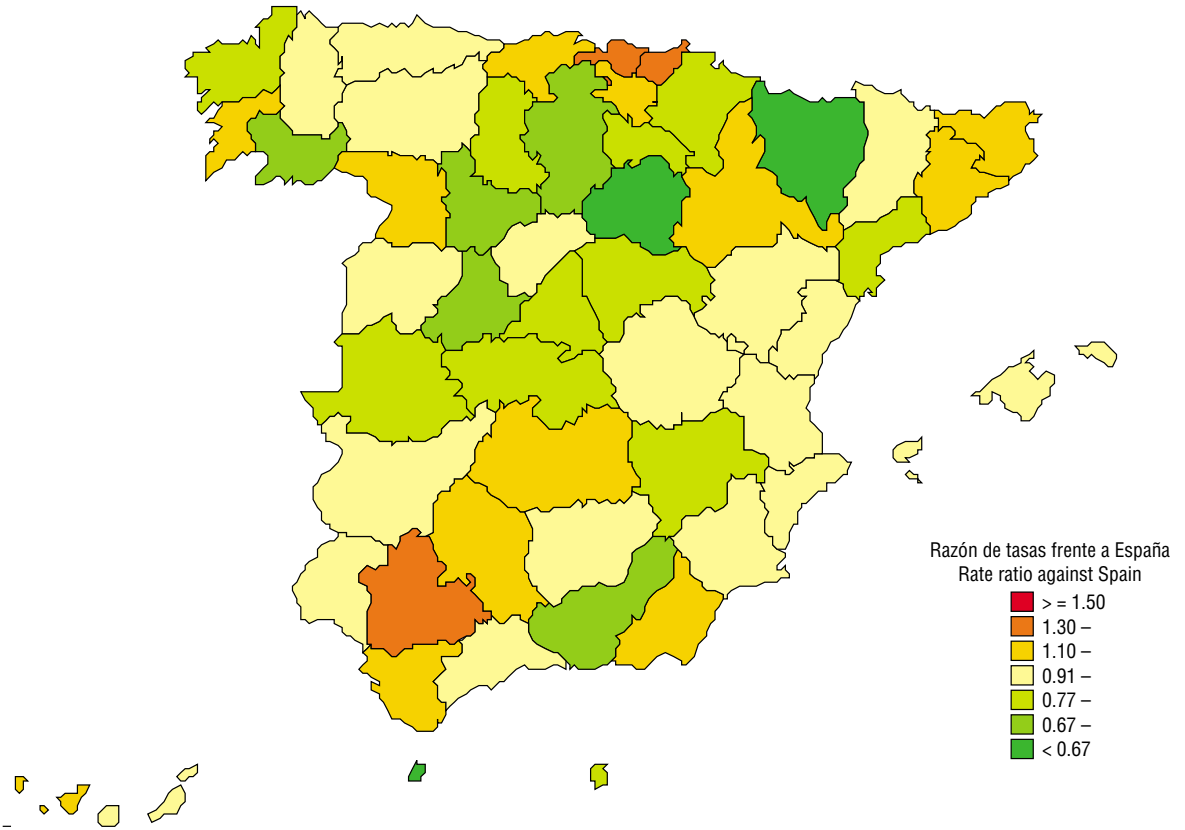 Razón de tasas frente a España
Rate ratio against Spain
> = 1.50
1.30 –
1.10 –
0.91 –
0.77 –
0.67 –
< 0.67